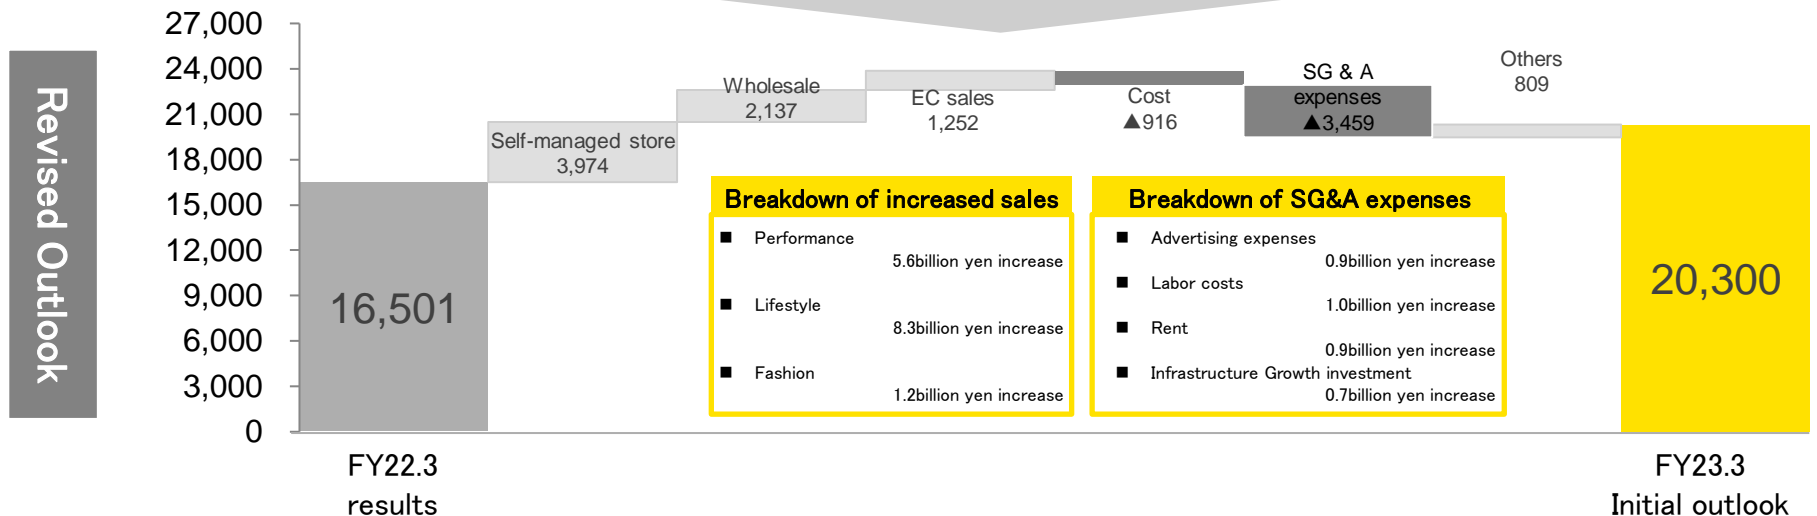 Revised Outlook
27,000
24,000
21,000
18,000
15,000
12,000
9,000
6,000
3,000
0
16,501
FY22.3
results
Self-managed store
3,974
Wholesale
2,137
EC sales
1,252
Cost
▲916
SG & A
expenses
▲3,459
Others
809
20,300
FY23.3
Initial outlook
Breakdown of increased sales
■ Performance
5.6billion yen increase
■ Lifestyle
8.3billion yen increase
■ Fashion
1.2billion yen increase
Breakdown of SG&A expenses
■ Advertising expenses
0.9billion yen increase
■ Labor costs
1.0billion yen increase
■ Rent
0.9billion yen increase
■ Infrastructure Growth investment
0.7billion yen increase